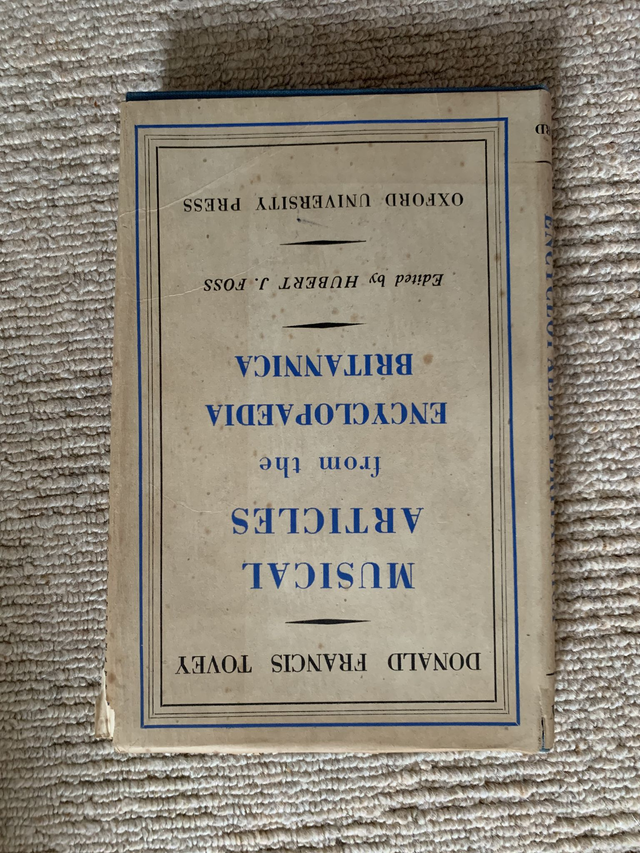 DONALD FRANCIS TOVEY
MUSICAL
ARTICLES
from the
ENCYCLOPAEDIA
BRITANNICA
Edited by HUBERT J. FOSS
OXFORD UNIVERSITY PRESS